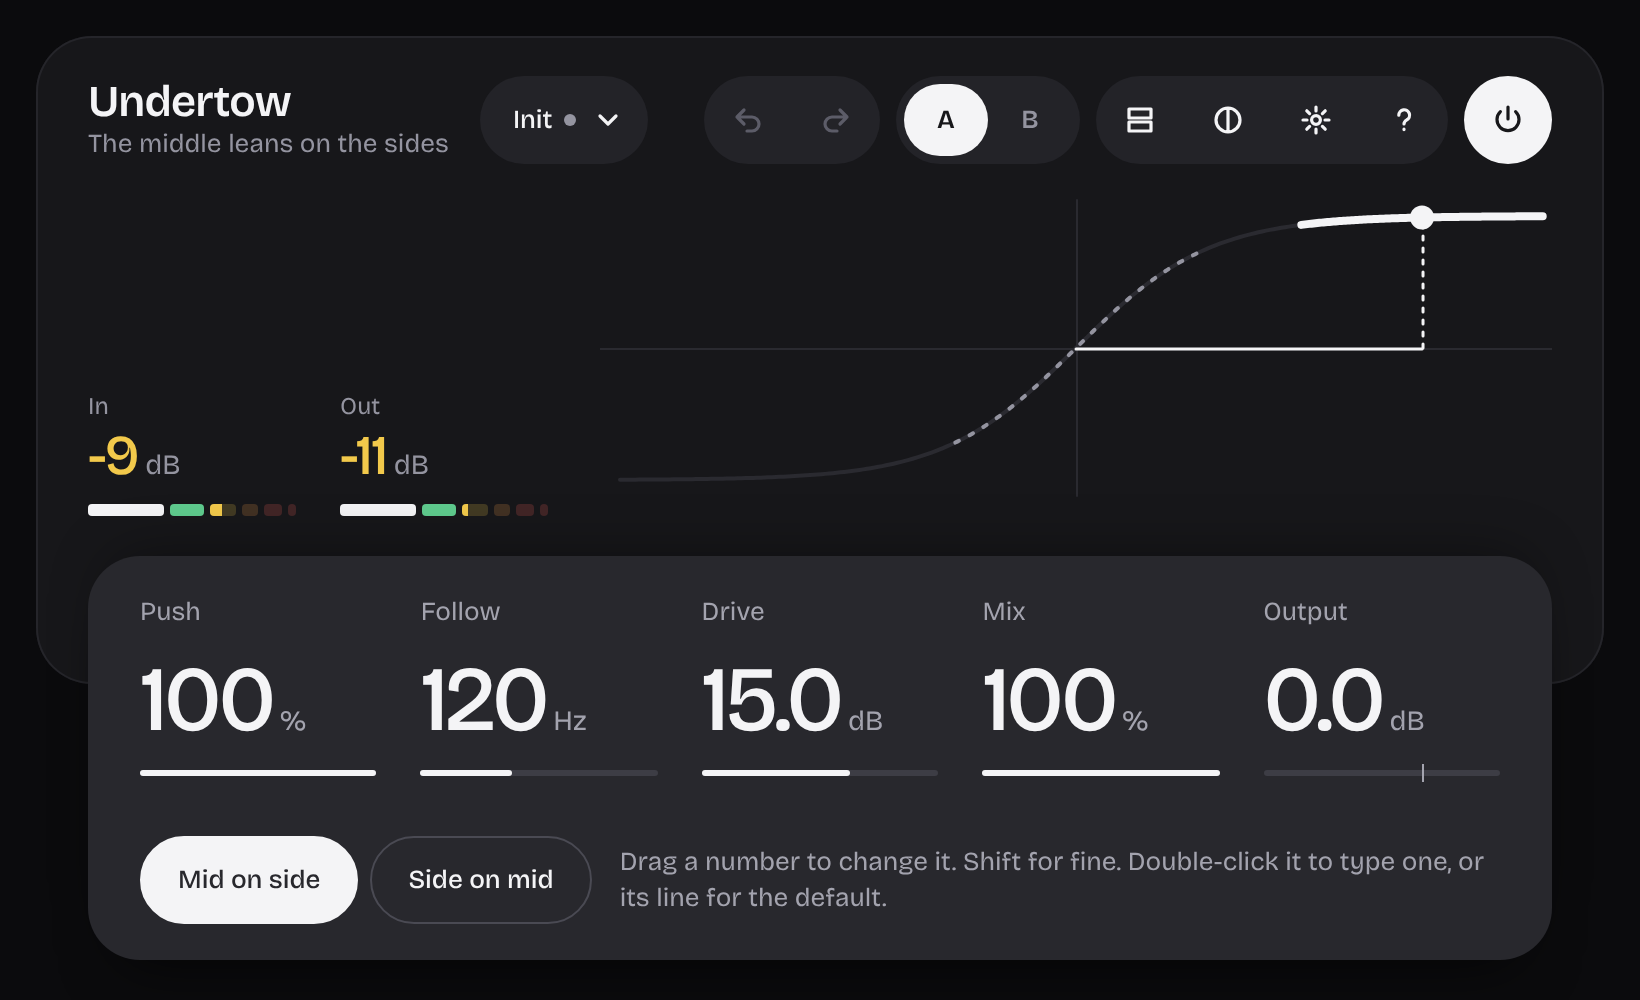 Undertow
The middle leans on the sides
Init
A
B
?
In
-9 dB
Out
-11 dB
Push
100 %
Follow
120 Hz
Drive
15.0 dB
Mix
100 %
Output
0.0 dB
Mid on side
Side on mid
Drag a number to change it. Shift for fine. Double-click it to type one, or
its line for the default.